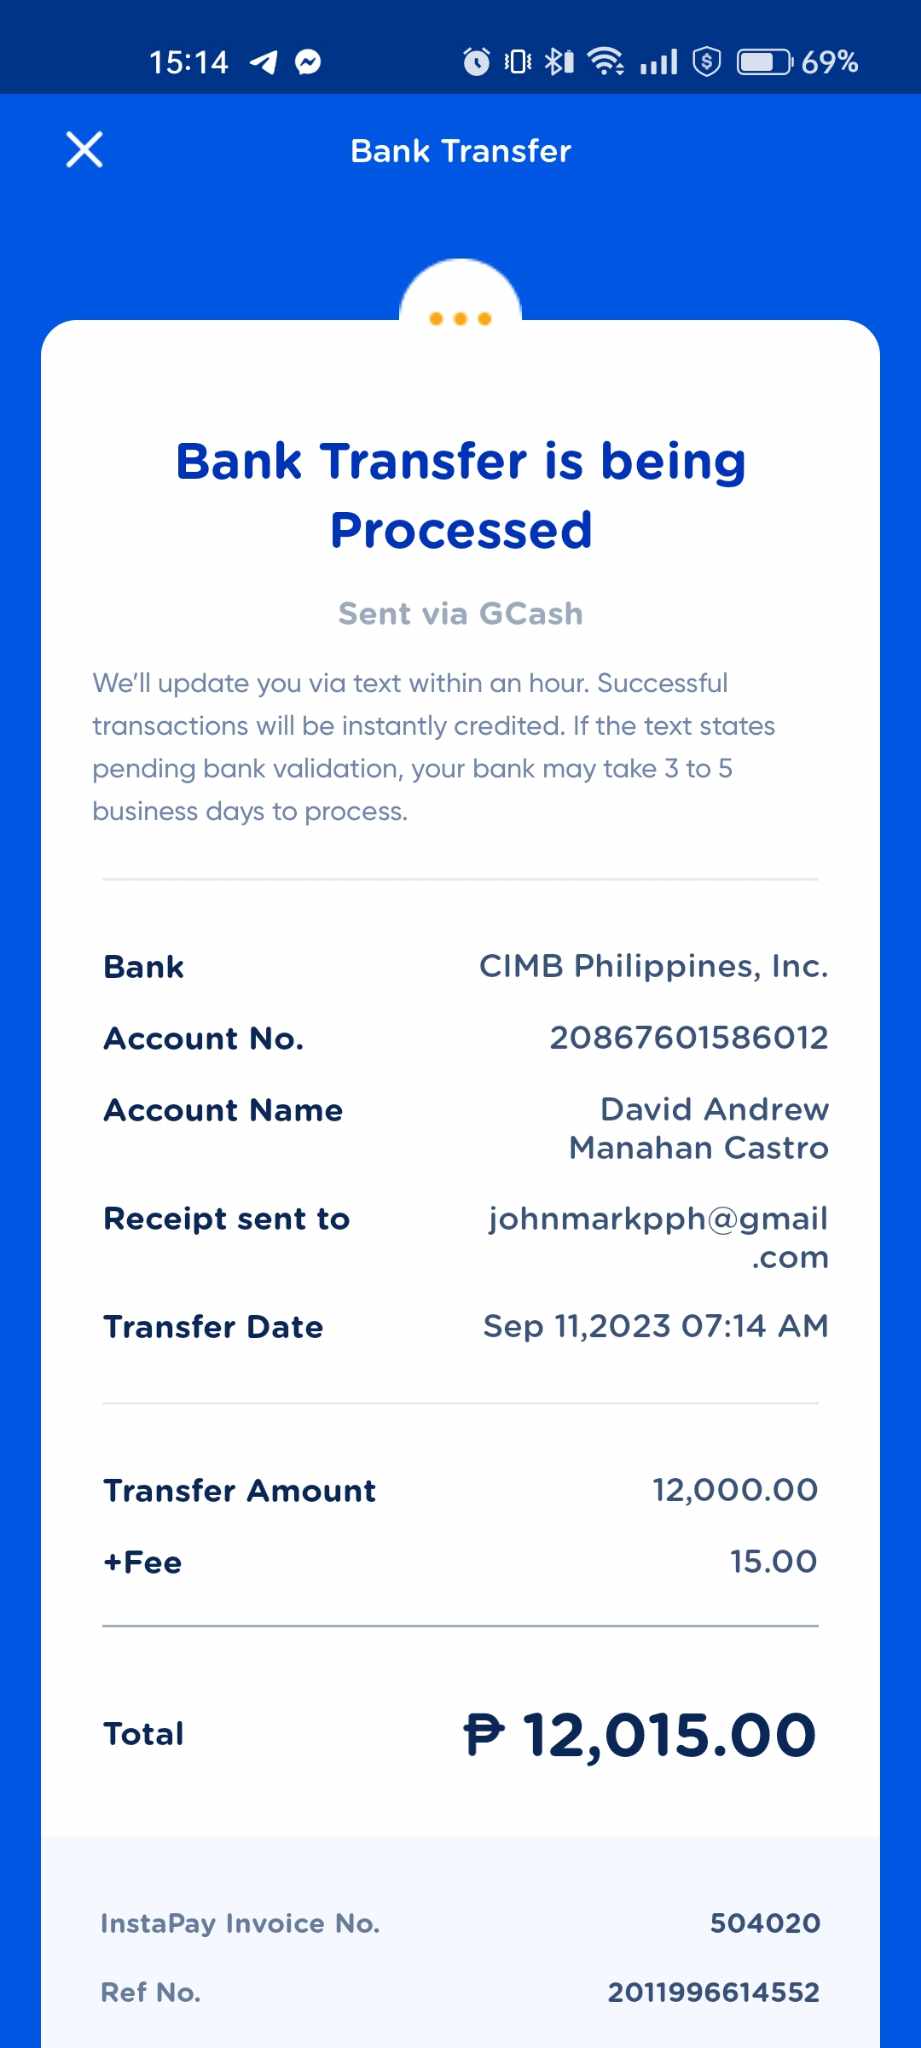 15:14 69%
Bank Transfer
Bank Transfer is being
Processed
Sent via GCash
We'll update you via text within an hour. Successful
transactions will be instantly credited. If the text states
pending bank validation, your bank may take 3 to 5
business days to process.
Bank CIMB Philippines, Inc.
Account No. 20867601586012
Account Name David Andrew
Manahan Castro
Receipt sent to johnmarkpph@gmail
.com
Transfer Date Sep 11,2023 07:14 AM
Transfer Amount 12,000.00
+Fee 15.00
Total ₱ 12,015.00
InstaPay Invoice No. 504020
Ref No. 2011996614552